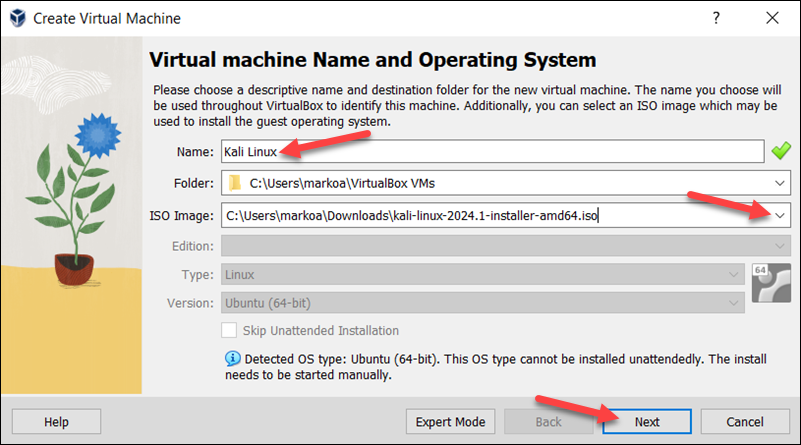 Create Virtual Machine
?
Virtual machine Name and Operating System
Please choose a descriptive name and destination folder for the new virtual machine. The name you choose will
be used throughout VirtualBox to identify this machine. Additionally, you can select an ISO image which may be
used to install the guest operating system.
Name: Kali Linux
Folder: C:\Users\markoa\VirtualBox VMs
ISO Image: C:\Users\markoa\Downloads\kali-linux-2024.1-installer-amd64.iso
Edition:
Type: Linux
64
Version: Ubuntu (64-bit)
Skip Unattended Installation
Detected OS type: Ubuntu (64-bit). This OS type cannot be installed unattendedly. The install
needs to be started manually.
Help Expert Mode Back Next Cancel